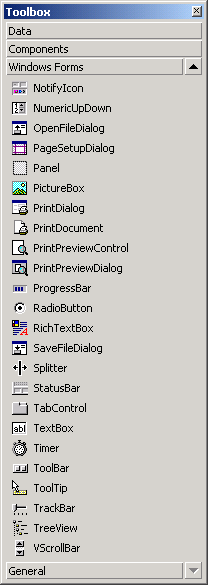 Toolbox
Data
Components
Windows Forms
NotifyIcon
NumericUpDown
OpenFileDialog
PageSetupDialog
Panel
PictureBox
PrintDialog
PrintDocument
PrintPreviewControl
PrintPreviewDialog
ProgressBar
RadioButton
RichTextBox
SaveFileDialog
Splitter
StatusBar
TabControl
abl TextBox
Timer
ToolBar
ToolTip
TrackBar
TreeView
VScrollBar
General